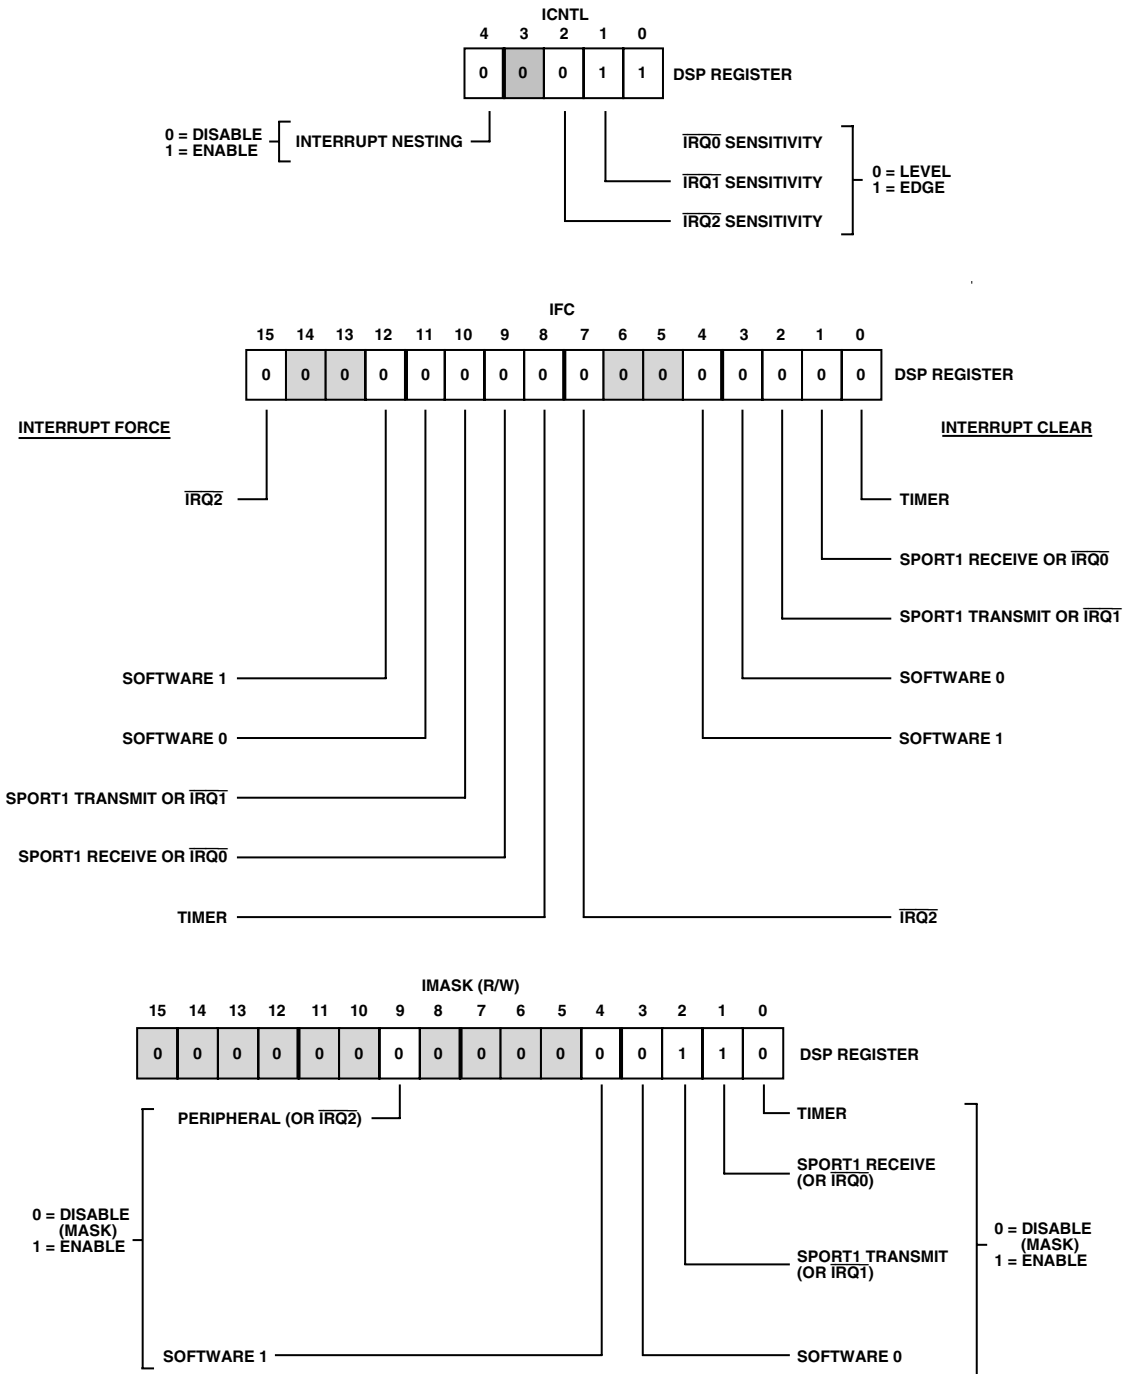 ICNTL
4 3 2 1 0
0 0 0 1 1 DSP REGISTER
0 = DISABLE
1 = ENABLE
INTERRUPT NESTING
IRQ0 SENSITIVITY
IRQ1 SENSITIVITY
IRQ2 SENSITIVITY
0 = LEVEL
1 = EDGE
IFC
15 14 13 12 11 10 9 8 7 6 5 4 3 2 1 0
0 0 0 0 0 0 0 0 0 0 0 0 0 0 0 0 DSP REGISTER
INTERRUPT FORCE
INTERRUPT CLEAR
IRQ2
TIMER
SPORT1 RECEIVE OR IRQ0
SPORT1 TRANSMIT OR IRQ1
SOFTWARE 1
SOFTWARE 0
SOFTWARE 0
SOFTWARE 1
SPORT1 TRANSMIT OR IRQ1
SPORT1 RECEIVE OR IRQ0
TIMER
IRQ2
IMASK (R/W)
15 14 13 12 11 10 9 8 7 6 5 4 3 2 1 0
0 0 0 0 0 0 0 0 0 0 0 0 0 1 1 0 DSP REGISTER
PERIPHERAL (OR IRQ2)
TIMER
SPORT1 RECEIVE
(OR IRQ0)
0 = DISABLE
(MASK)
1 = ENABLE
SPORT1 TRANSMIT
(OR IRQ1)
0 = DISABLE
(MASK)
1 = ENABLE
SOFTWARE 1
SOFTWARE 0